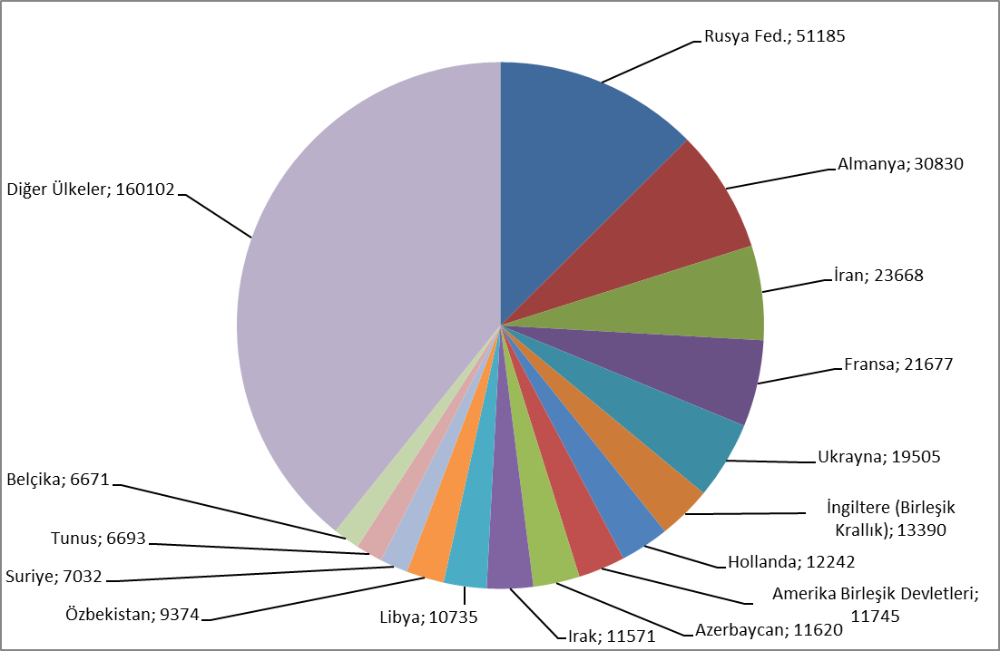 Rusya Fed.; 51185
Almanya; 30830
İran; 23668
Fransa; 21677
Ukrayna; 19505
İngiltere (Birleşik
Krallık); 13390
Hollanda; 12242
Amerika Birleşik Devletleri;
11745
Azerbaycan; 11620
Irak; 11571
Libya; 10735
Özbekistan; 9374
Suriye; 7032
Tunus; 6693
Belçika; 6671
Diğer Ülkeler; 160102